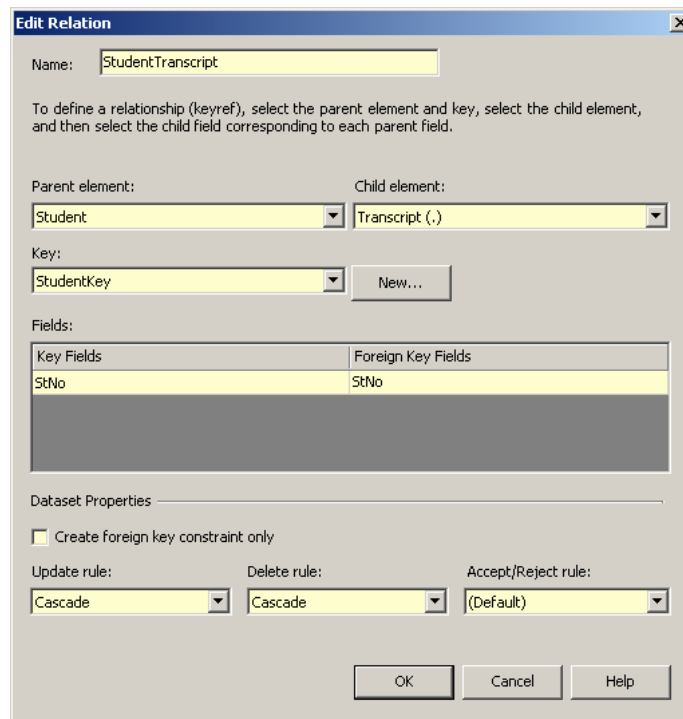 Edit Relation
Name: StudentTranscript
To define a relationship (keyref), select the parent element and key, select the child element,
and then select the child field corresponding to each parent field.
Parent element: Child element:
Student Transcript (.)
Key:
StudentKey New...
Fields:
Key Fields Foreign Key Fields
StNo StNo
Dataset Properties
Create foreign key constraint only
Update rule: Delete rule: Accept/Reject rule:
Cascade Cascade (Default)
OK Cancel Help